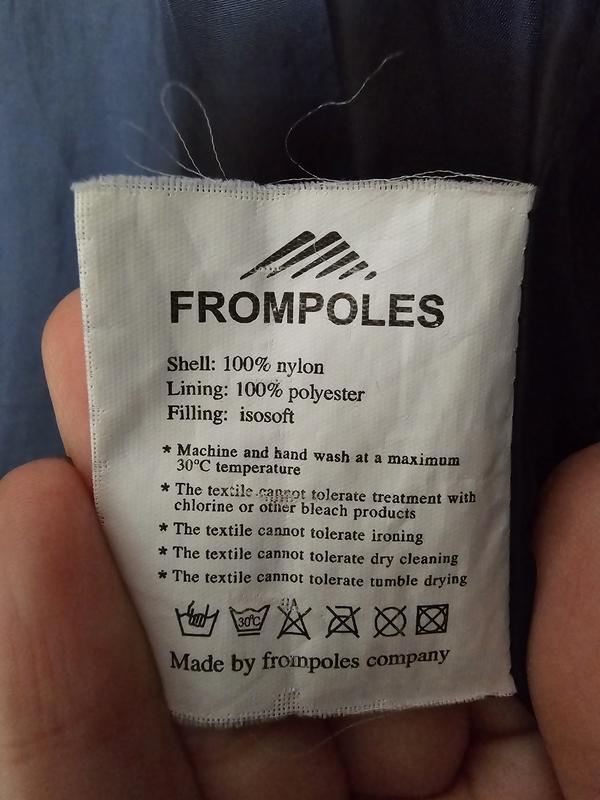 FROMPOLES
Shell: 100% nylon
Lining: 100% polyester
Filling: isosoft
* Machine and hand wash at a maximum
30°C temperature
* The textile cannot tolerate treatment with
chlorine or other bleach products
* The textile cannot tolerate ironing
* The textile cannot tolerate dry cleaning
* The textile cannot tolerate tumble drying
30°C
Made by frompoles company